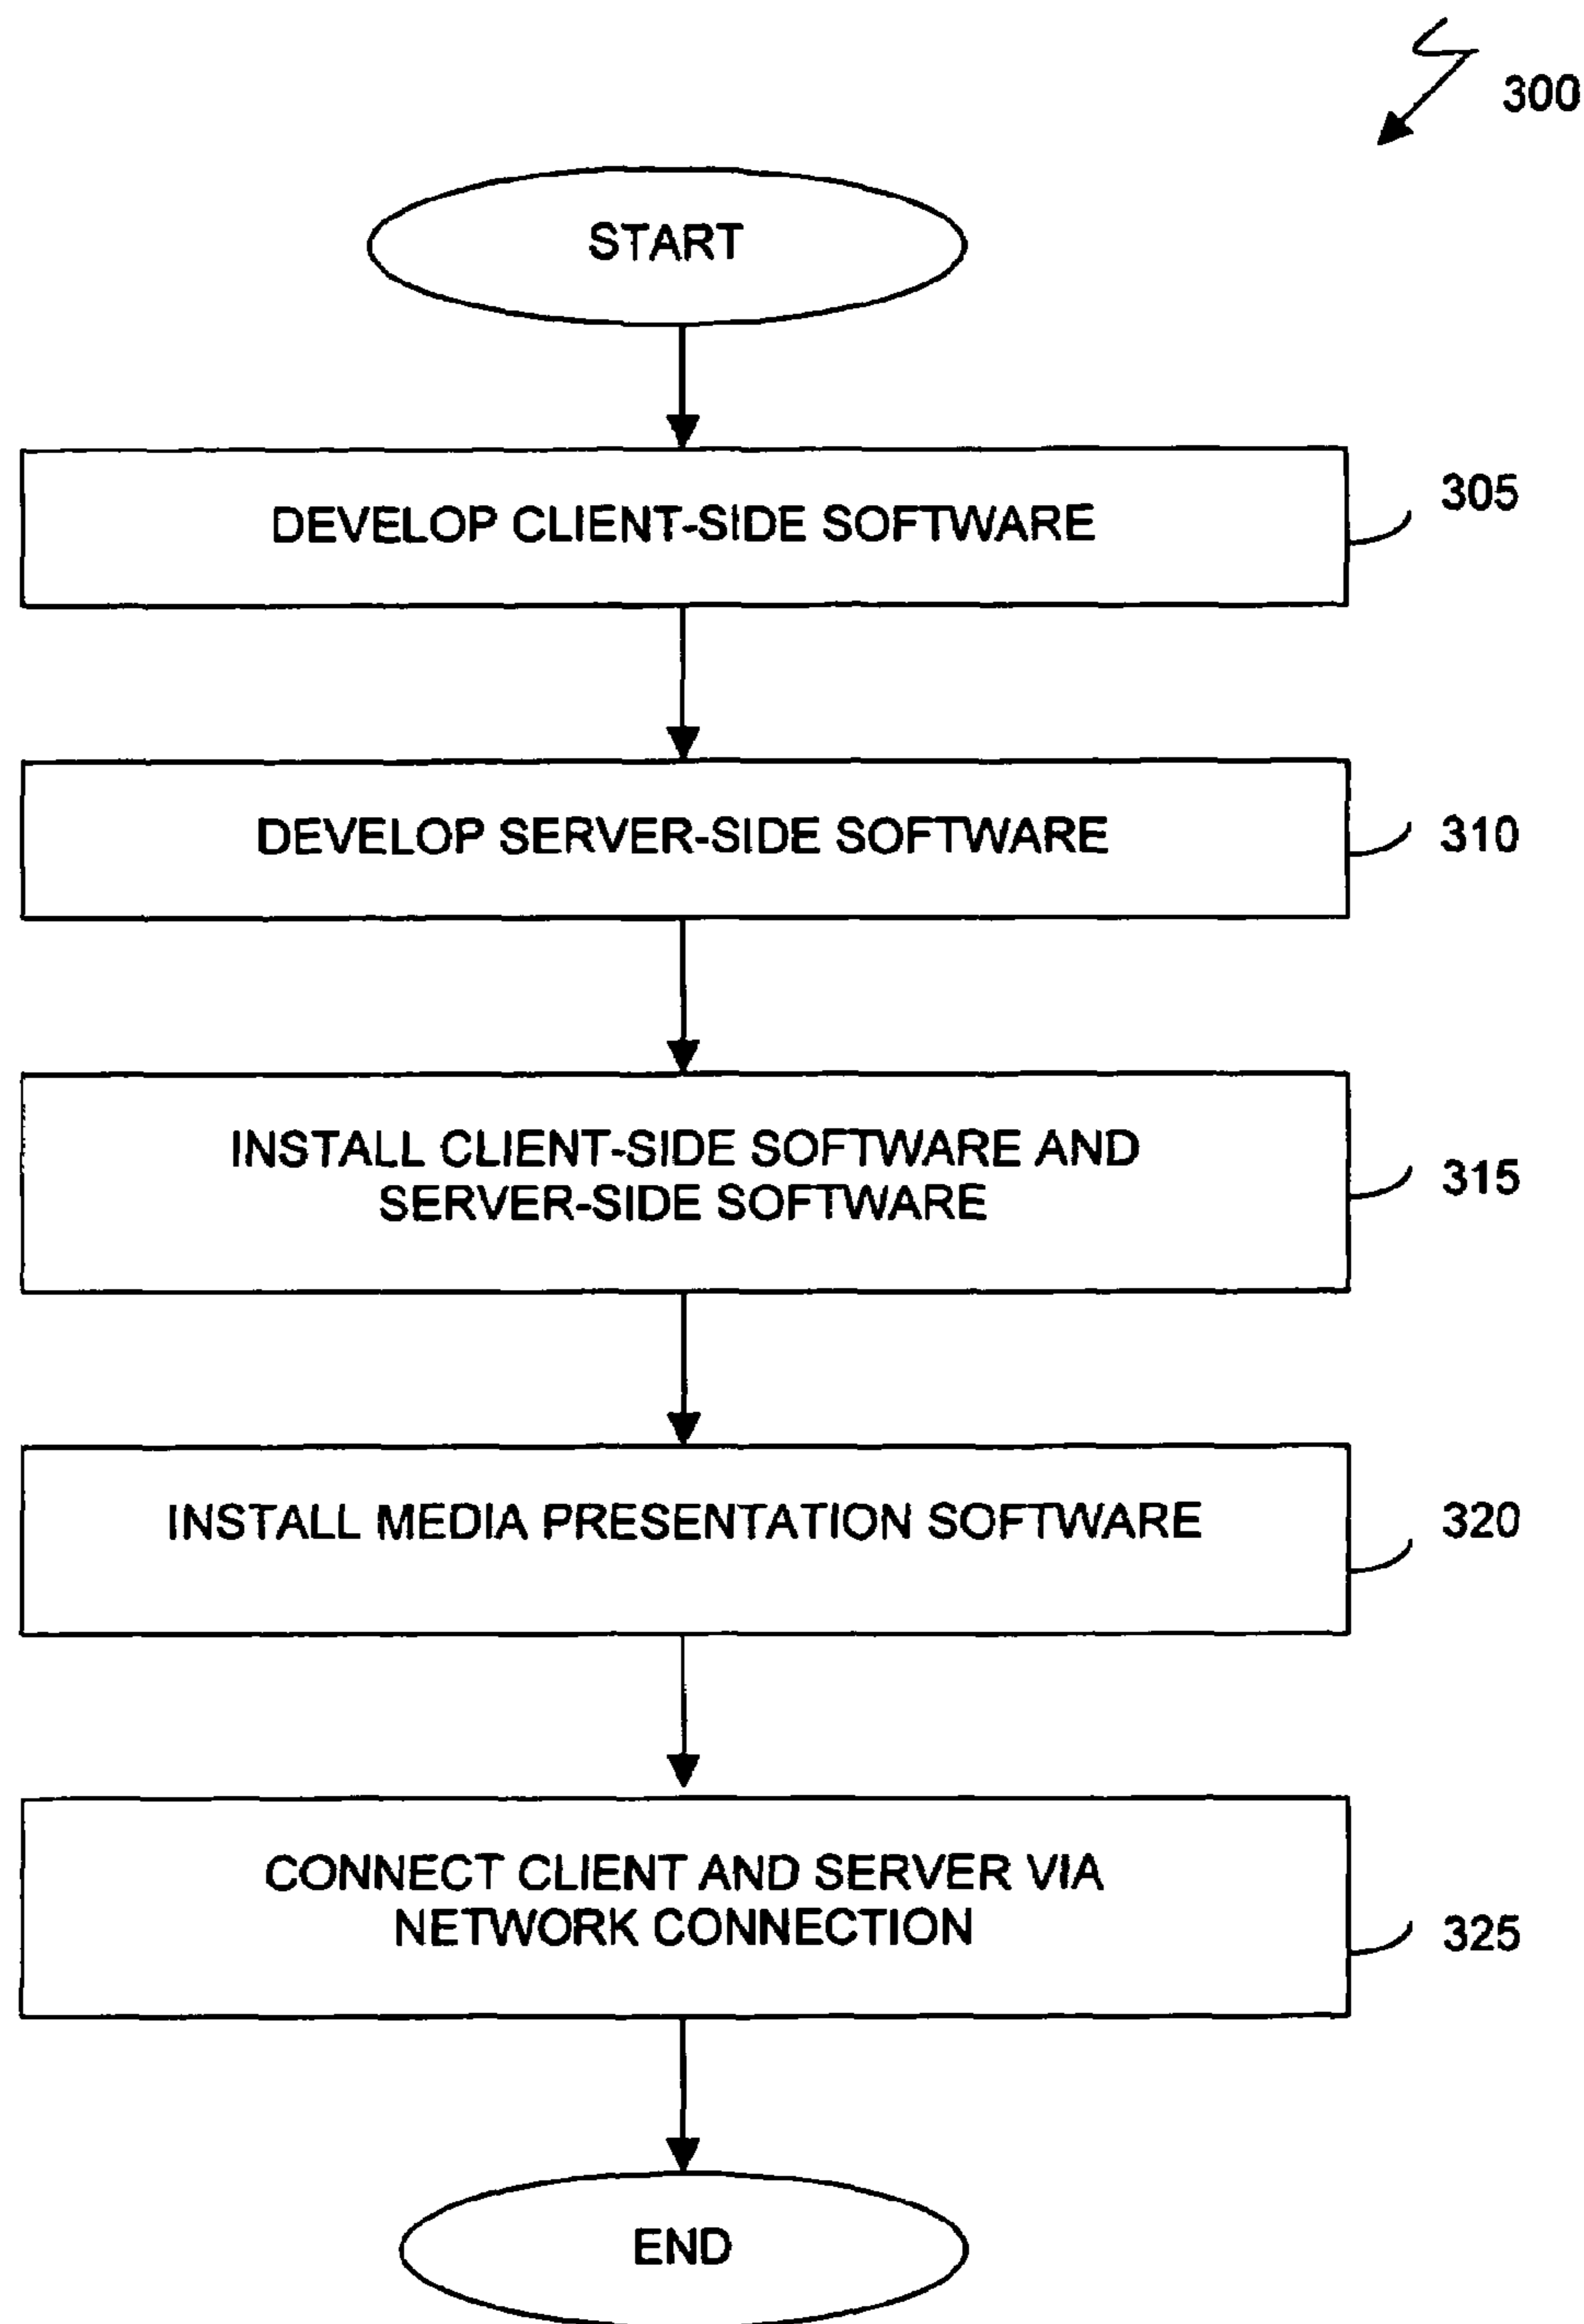 300
START
DEVELOP CLIENT-SIDE SOFTWARE
305
DEVELOP SERVER-SIDE SOFTWARE
310
INSTALL CLIENT-SIDE SOFTWARE AND
SERVER-SIDE SOFTWARE
315
INSTALL MEDIA PRESENTATION SOFTWARE
320
CONNECT CLIENT AND SERVER VIA
NETWORK CONNECTION
325
END